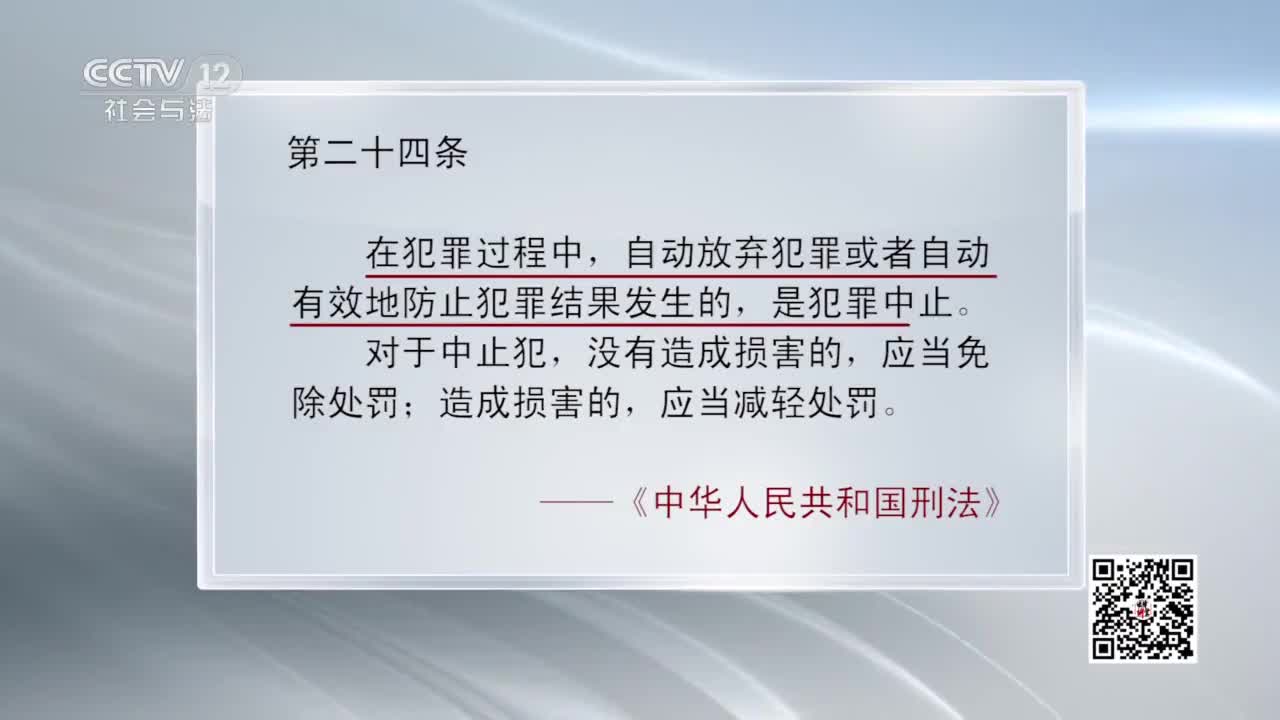 CCTV 12
社会与法
第二十四条
在犯罪过程中，自动放弃犯罪或者自动
有效地防止犯罪结果发生的，是犯罪中止。
对于中止犯，没有造成损害的，应当免
除处罚；造成损害的，应当减轻处罚。
——《中华人民共和国刑法》